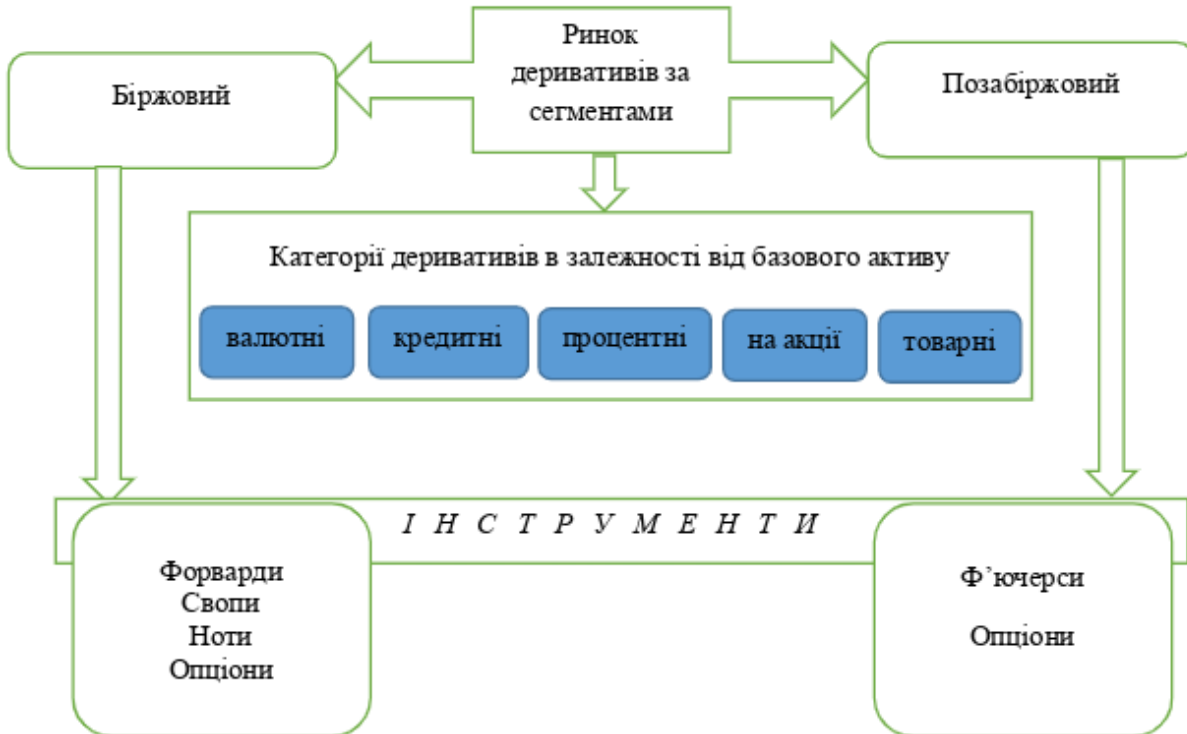 Ринок
деривативів за
сегментами
Біржовий
Позабіржовий
Категорії деривативів в залежності від базового активу
валютні
кредитні
процентні
на акції
товарні
І Н С Т Р У М Е Н Т И
Форварди
Свопи
Ноти
Опціони
Ф’ючерси
Опціони